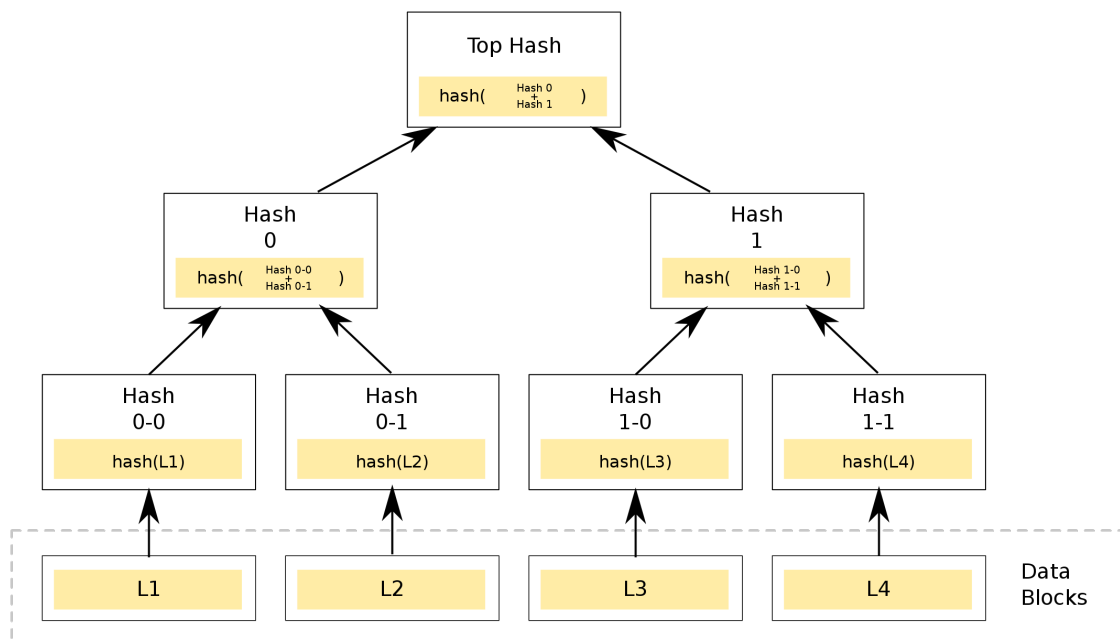 Top Hash
hash( Hash 0 + Hash 1 )
Hash
0
hash( Hash 0-0 + Hash 0-1 )
Hash
1
hash( Hash 1-0 + Hash 1-1 )
Hash
0-0
hash(L1)
Hash
0-1
hash(L2)
Hash
1-0
hash(L3)
Hash
1-1
hash(L4)
L1
L2
L3
L4
Data
Blocks